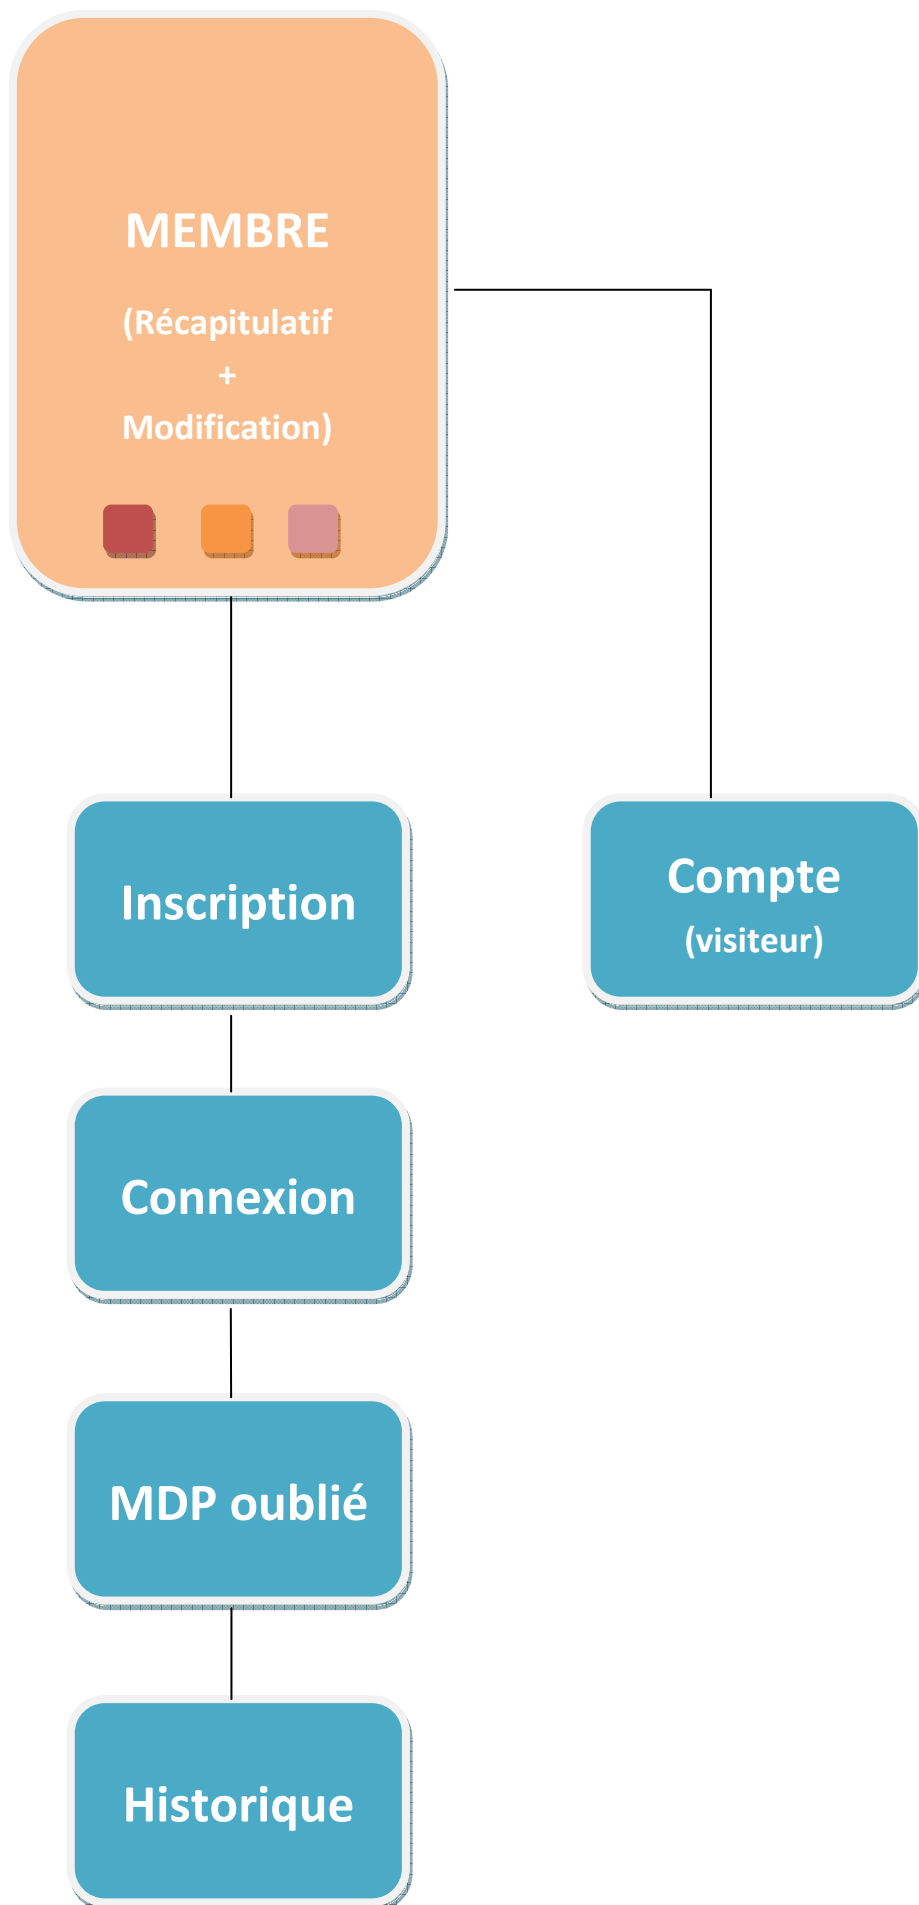 MEMBRE
(Récapitulatif
+
Modification)
Inscription
Compte
(visiteur)
Connexion
MDP oublié
Historique